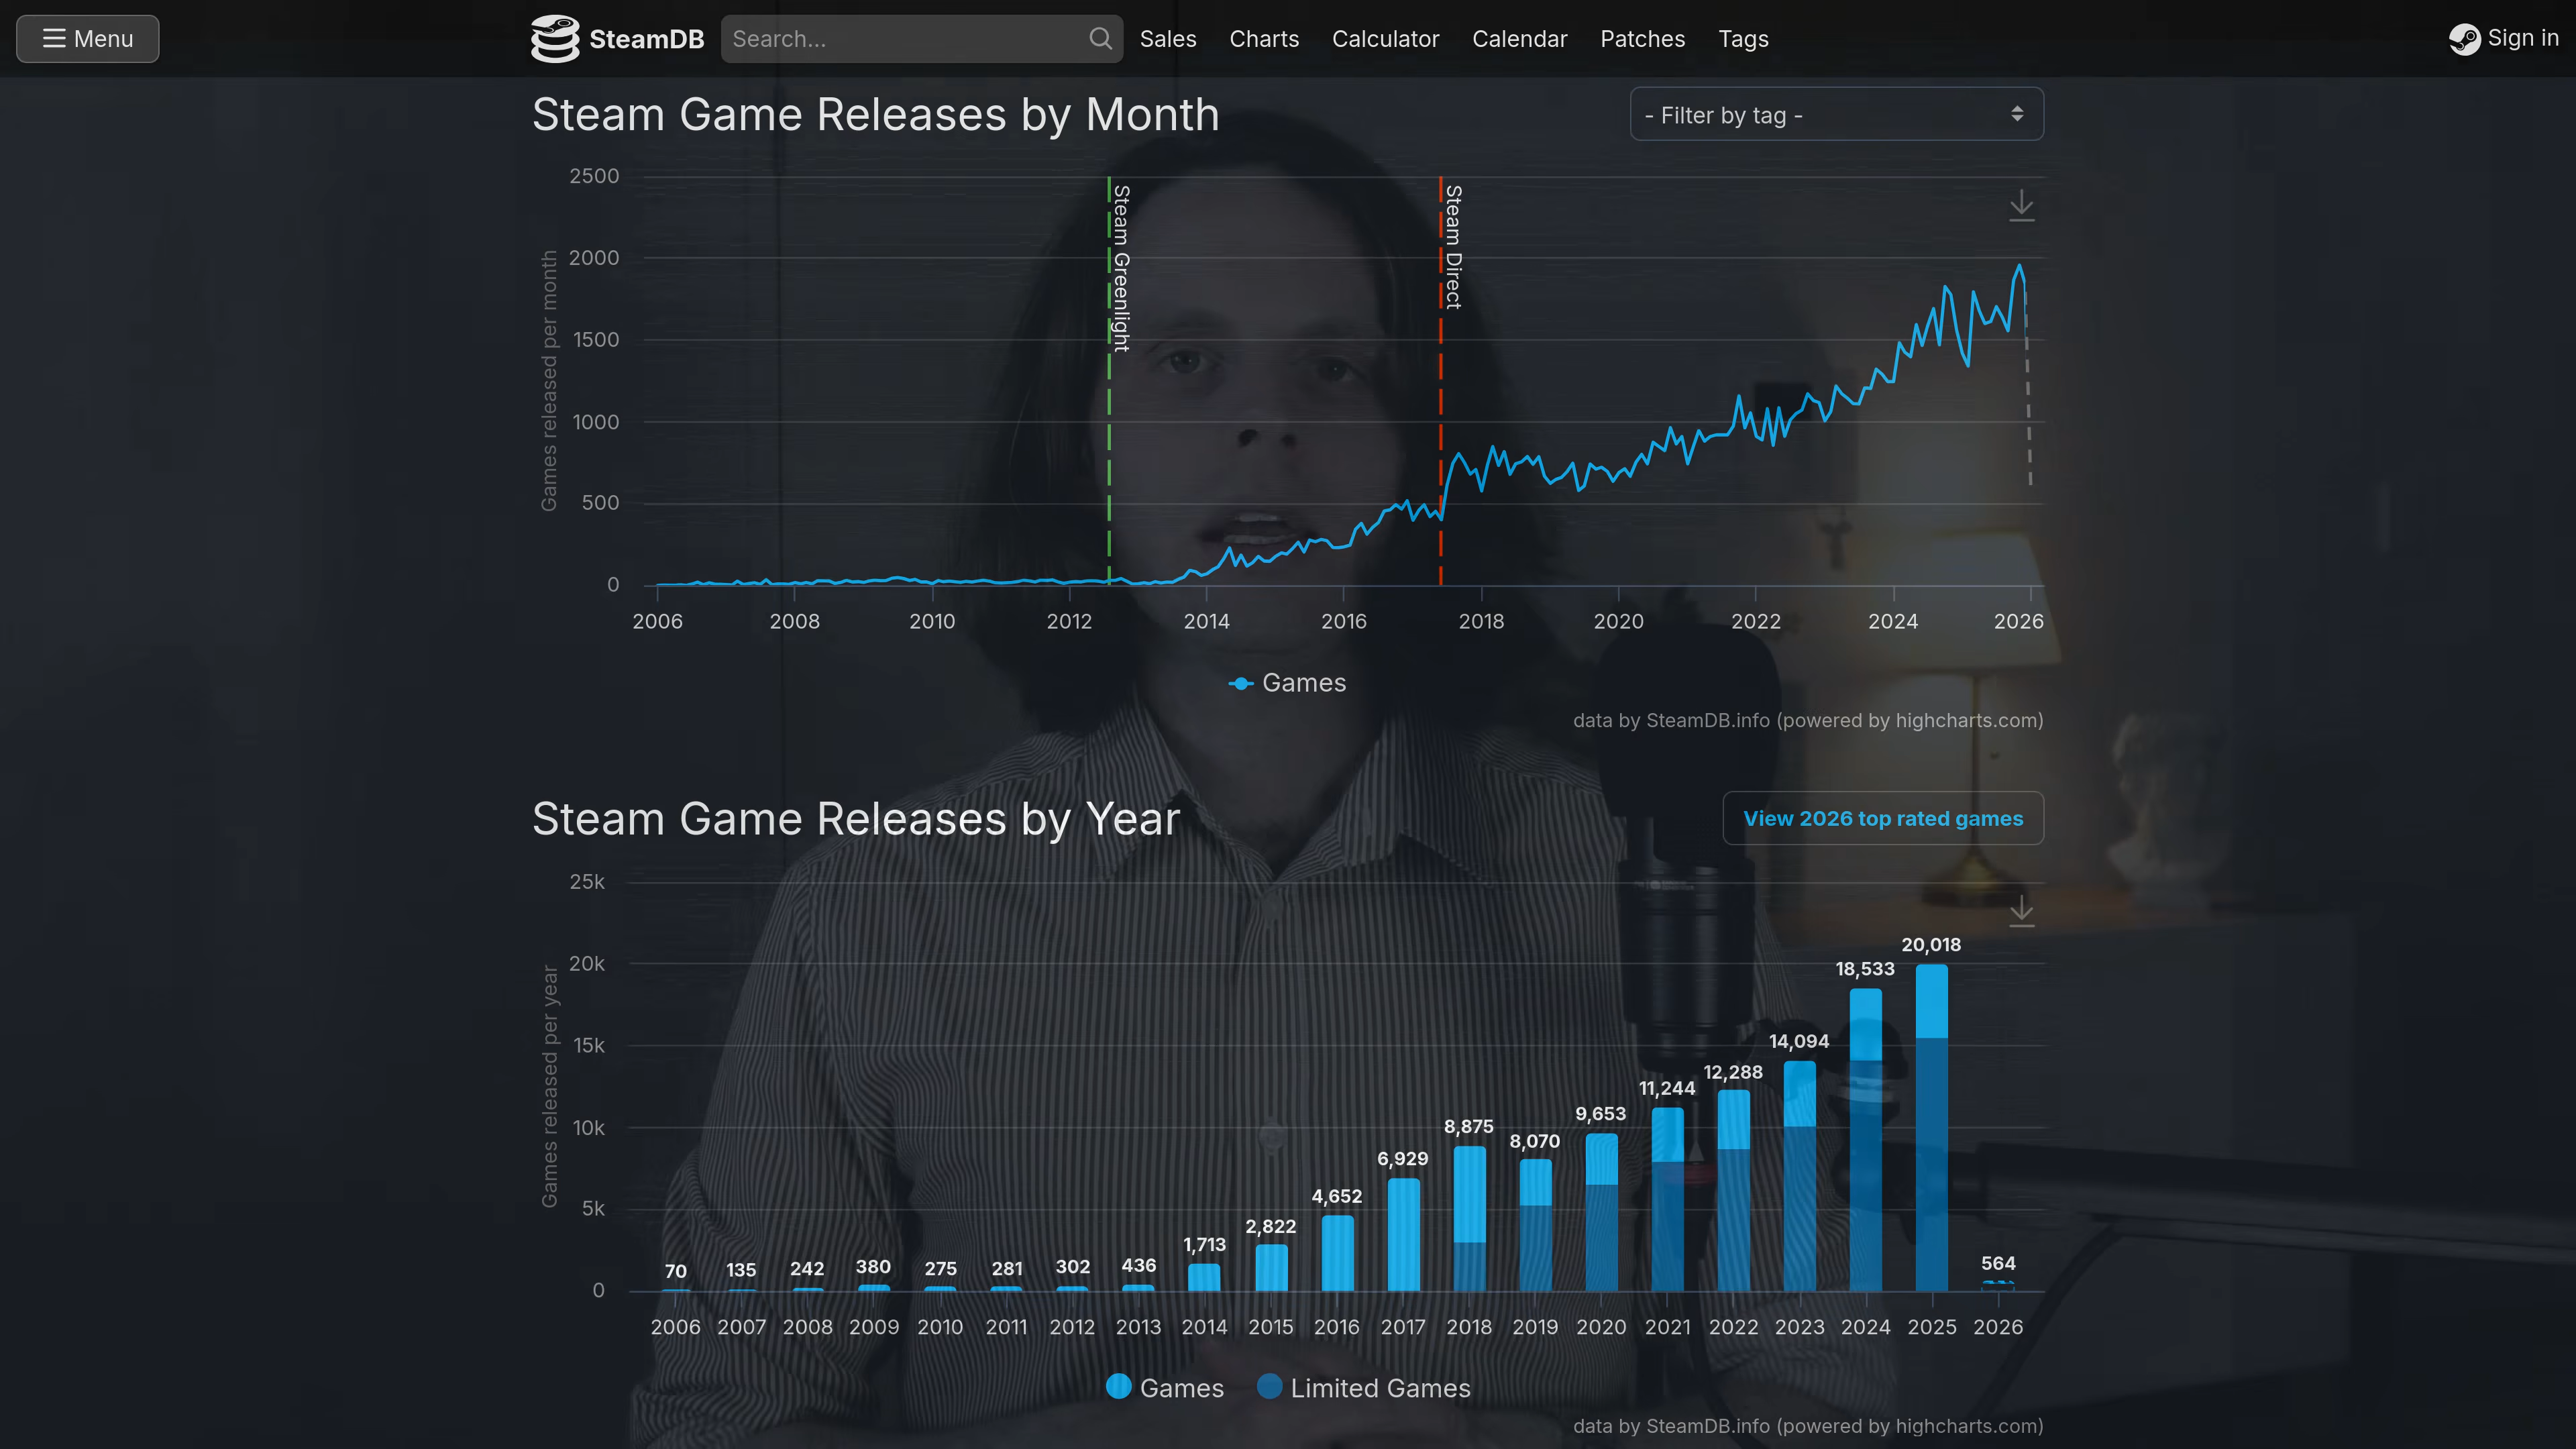 Menu
SteamDB
Search...
Sales
Charts
Calculator
Calendar
Patches
Tags
Sign in
Steam Game Releases by Month
- Filter by tag -
Games released per month
2500
2000
1500
1000
500
0
Steam Greenlight
Steam Direct
2006 2008 2010 2012 2014 2016 2018 2020 2022 2024 2026
Games
data by SteamDB.info (powered by highcharts.com)
Steam Game Releases by Year
View 2026 top rated games
Games released per year
25k
20k
15k
10k
5k
0
70 135 242 380 275 281 302 436 1,713 2,822 4,652 6,929 8,875 8,070 9,653 11,244 12,288 14,094 18,533 20,018 564
2006 2007 2008 2009 2010 2011 2012 2013 2014 2015 2016 2017 2018 2019 2020 2021 2022 2023 2024 2025 2026
Games Limited Games
data by SteamDB.info (powered by highcharts.com)